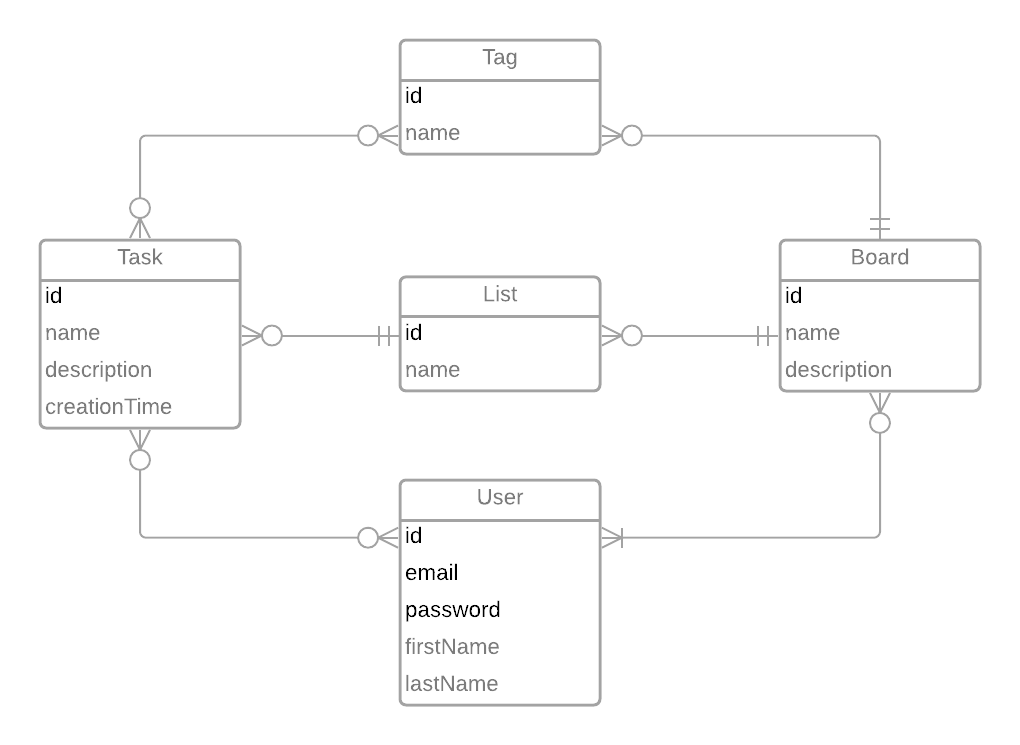 Tag
id
name
Task
id
name
description
creationTime
List
id
name
Board
id
name
description
User
id
email
password
firstName
lastName